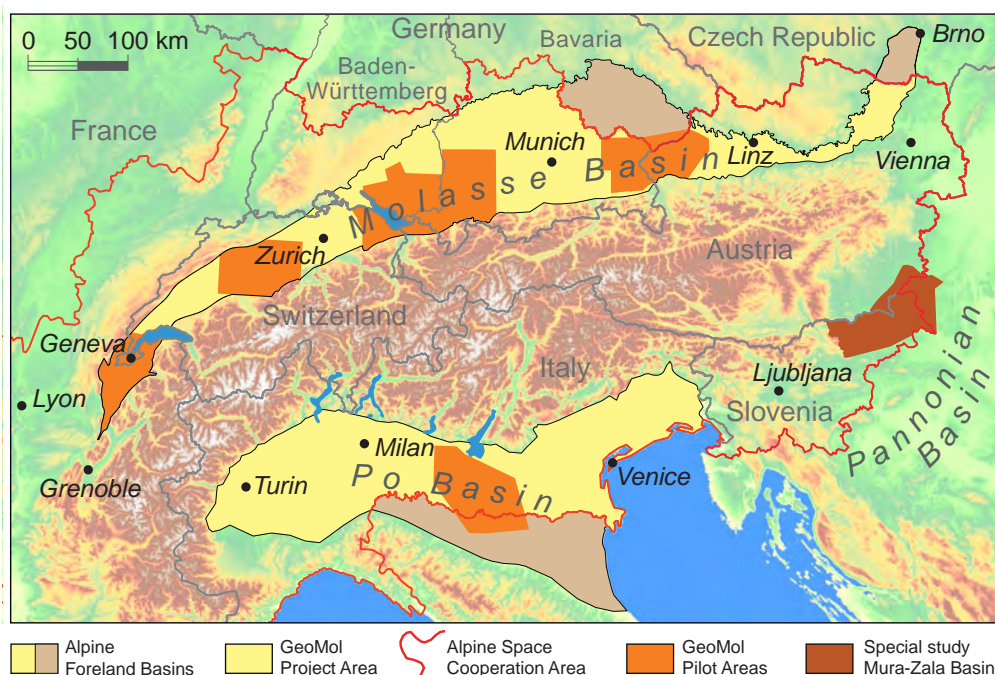 0 50 100 km
Germany
Bavaria
Czech Republic
Brno
Baden-
Württemberg
France
Munich
Linz
Vienna
Molasse Basin
Zurich
Austria
Switzerland
Geneva
Italy
Lyon
Ljubljana
Slovenia
Pannonian
Basin
Milan
Grenoble
Turin
Po Basin
Venice
Alpine
Foreland Basins
GeoMol
Project Area
Alpine Space
Cooperation Area
GeoMol
Pilot Areas
Special study
Mura-Zala Basin